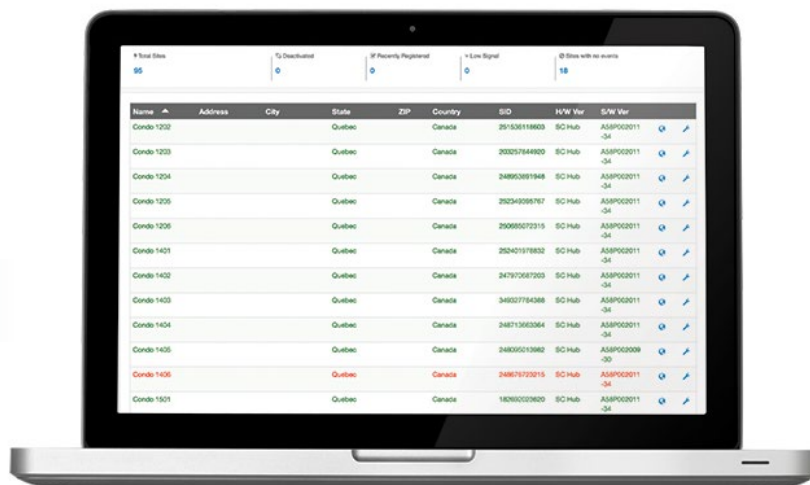 Total Sites
Deactivated
Recently Registered
Low Signal
Sites with no events
95
0
0
0
18
Name Address City State ZIP Country SID H/W Ver S/W Ver
Condo 1202 Quebec Canada 251536118603 SC Hub A58P002011
-34
Condo 1203 Quebec Canada 203257844920 SC Hub A58P002011
-34
Condo 1204 Quebec Canada 248953691948 SC Hub A58P002011
-34
Condo 1205 Quebec Canada 252349395767 SC Hub A58P002011
-34
Condo 1206 Quebec Canada 250685072315 SC Hub A58P002011
-34
Condo 1401 Quebec Canada 252401978832 SC Hub A58P002011
-34
Condo 1402 Quebec Canada 247970687203 SC Hub A58P002011
-34
Condo 1403 Quebec Canada 349327784388 SC Hub A58P002011
-34
Condo 1404 Quebec Canada 248713663364 SC Hub A58P002011
-34
Condo 1405 Quebec Canada 248095013982 SC Hub A58P002009
-30
Condo 1406 Quebec Canada 248676723215 SC Hub A58P002011
-34
Condo 1501 Quebec Canada 182692023620 SC Hub A58P002011
-34